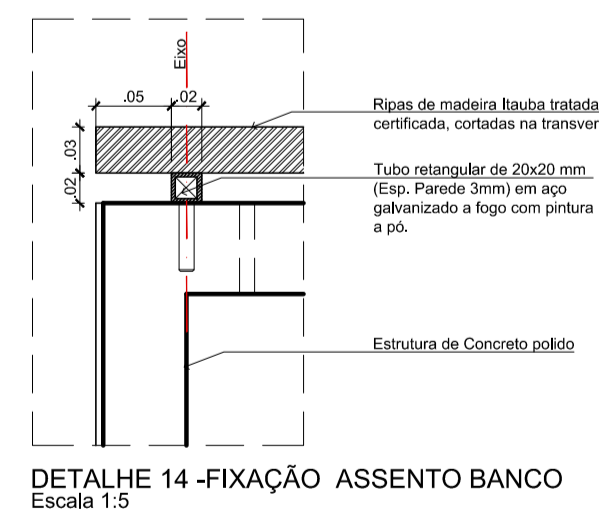 Eixo
.05
.02
.03
.02
Ripas de madeira Itauba tratada
certificada, cortadas na transver
Tubo retangular de 20x20 mm
(Esp. Parede 3mm) em aço
galvanizado a fogo com pintura
a pó.
Estrutura de Concreto polido
DETALHE 14 -FIXAÇÃO ASSENTO BANCO
Escala 1:5